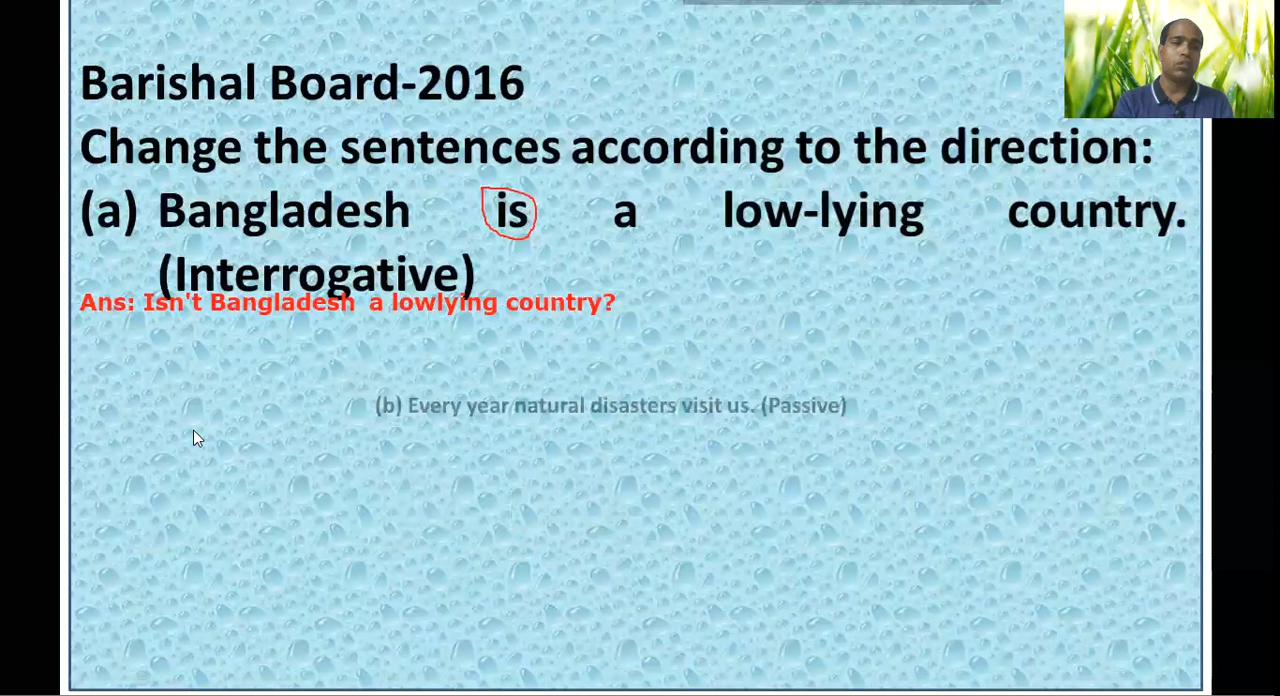 Barishal Board-2016
Change the sentences according to the direction:
(a) Bangladesh is a low-lying country.
(Interrogative)
Ans: Isn't Bangladesh a lowlying country?
(b) Every year natural disasters visit us. (Passive)